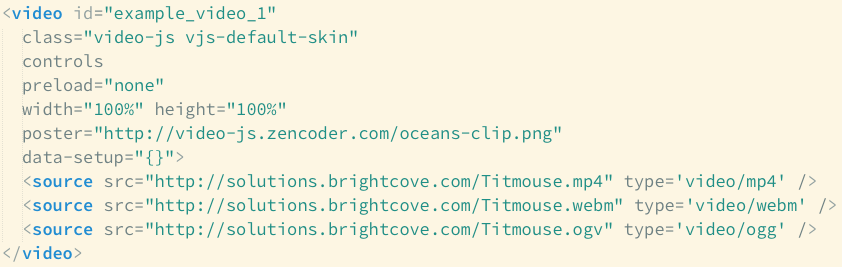 <video id="example_video_1"
class="video-js vjs-default-skin"
controls
preload="none"
width="100%" height="100%"
poster="http://video-js.zencoder.com/oceans-clip.png"
data-setup="{}">
<source src="http://solutions.brightcove.com/Titmouse.mp4" type='video/mp4' />
<source src="http://solutions.brightcove.com/Titmouse.webm" type='video/webm' />
<source src="http://solutions.brightcove.com/Titmouse.ogv" type='video/ogg' />
</video>